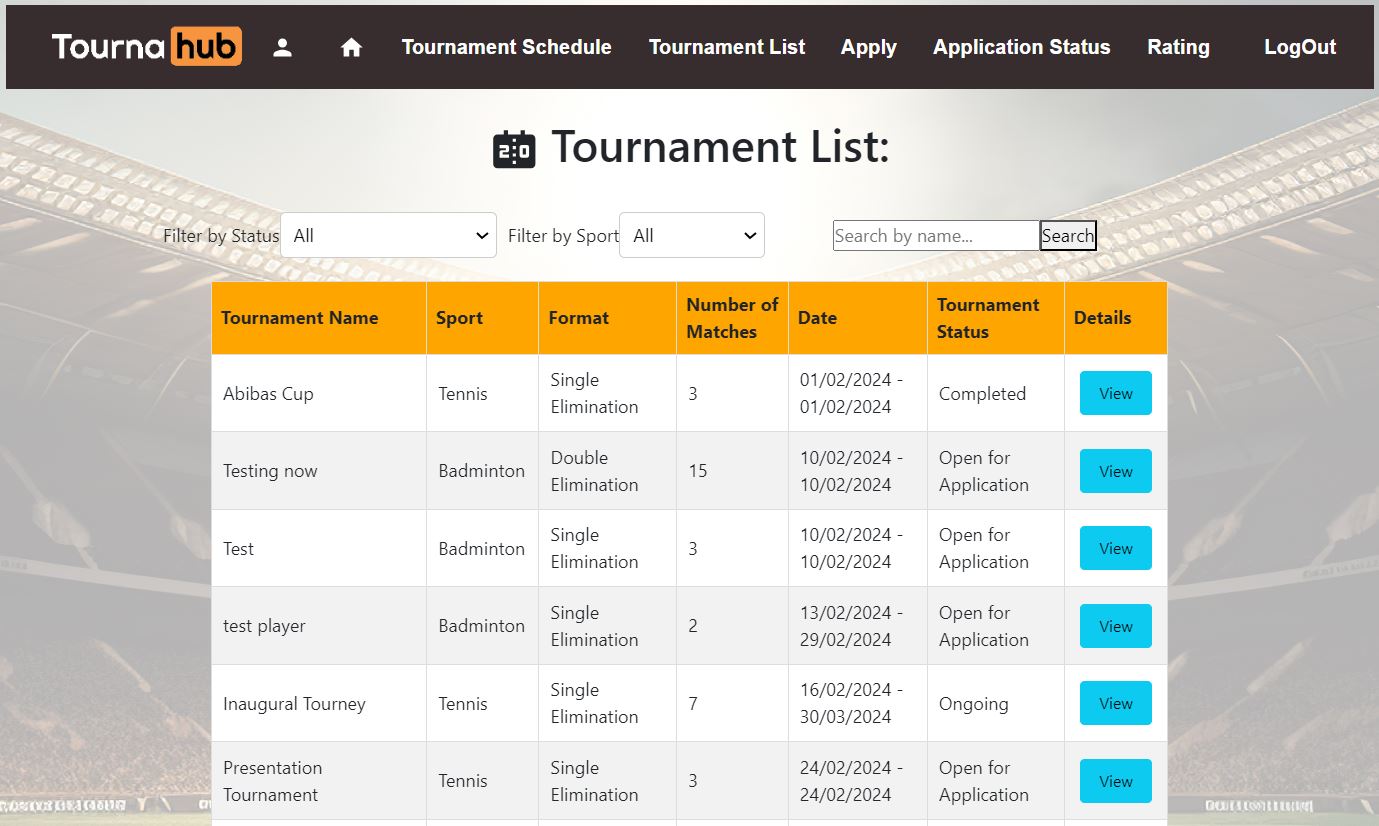 Tourna hub Tournament Schedule Tournament List Apply Application Status Rating LogOut
2:0 Tournament List:
Filter by Status All Filter by Sport All Search by name... Search
Tournament Name Sport Format Number of Matches Date Tournament Status Details
Abibas Cup Tennis Single Elimination 3 01/02/2024 - 01/02/2024 Completed View
Testing now Badminton Double Elimination 15 10/02/2024 - 10/02/2024 Open for Application View
Test Badminton Single Elimination 3 10/02/2024 - 10/02/2024 Open for Application View
test player Badminton Single Elimination 2 13/02/2024 - 29/02/2024 Open for Application View
Inaugural Tourney Tennis Single Elimination 7 16/02/2024 - 30/03/2024 Ongoing View
Presentation Tournament Tennis Single Elimination 3 24/02/2024 - 24/02/2024 Open for Application View